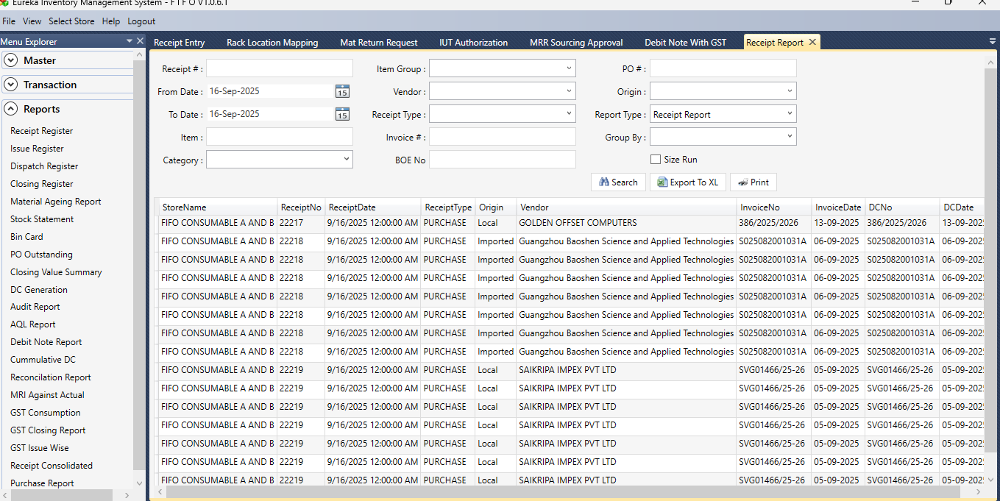 Eureka Inventory Management System - F I F O V1.0.6.1
File View Select Store Help Logout
Menu Explorer
Receipt Entry Rack Location Mapping Mat Return Request IUT Authorization MRR Sourcing Approval Debit Note With GST Receipt Report
Master
Transaction
Reports
Receipt Register
Issue Register
Dispatch Register
Closing Register
Material Ageing Report
Stock Statement
Bin Card
PO Outstanding
Closing Value Summary
DC Generation
Audit Report
AQL Report
Debit Note Report
Cummulative DC
Reconcilation Report
MRI Against Actual
GST Consumption
GST Closing Report
GST Issue Wise
Receipt Consolidated
Purchase Report
Receipt # : Item Group : PO # :
From Date : 16-Sep-2025 15 Vendor : Origin :
To Date : 16-Sep-2025 15 Receipt Type : Report Type : Receipt Report
Item : Invoice # : Group By :
Category : BOE No Size Run
Search Export To XL Print
StoreName ReceiptNo ReceiptDate ReceiptType Origin Vendor InvoiceNo InvoiceDate DCNo DCDate
FIFO CONSUMABLE A AND B 22217 9/16/2025 12:00:00 AM PURCHASE Local GOLDEN OFFSET COMPUTERS 386/2025/2026 13-09-2025 386/2025/2026 13-09-202
FIFO CONSUMABLE A AND B 22218 9/16/2025 12:00:00 AM PURCHASE Imported Guangzhou Baoshen Science and Applied Technologies S025082001031A 06-09-2025 S025082001031A 06-09-202
FIFO CONSUMABLE A AND B 22218 9/16/2025 12:00:00 AM PURCHASE Imported Guangzhou Baoshen Science and Applied Technologies S025082001031A 06-09-2025 S025082001031A 06-09-202
FIFO CONSUMABLE A AND B 22218 9/16/2025 12:00:00 AM PURCHASE Imported Guangzhou Baoshen Science and Applied Technologies S025082001031A 06-09-2025 S025082001031A 06-09-202
FIFO CONSUMABLE A AND B 22218 9/16/2025 12:00:00 AM PURCHASE Imported Guangzhou Baoshen Science and Applied Technologies S025082001031A 06-09-2025 S025082001031A 06-09-202
FIFO CONSUMABLE A AND B 22218 9/16/2025 12:00:00 AM PURCHASE Imported Guangzhou Baoshen Science and Applied Technologies S025082001031A 06-09-2025 S025082001031A 06-09-202
FIFO CONSUMABLE A AND B 22218 9/16/2025 12:00:00 AM PURCHASE Imported Guangzhou Baoshen Science and Applied Technologies S025082001031A 06-09-2025 S025082001031A 06-09-202
FIFO CONSUMABLE A AND B 22218 9/16/2025 12:00:00 AM PURCHASE Imported Guangzhou Baoshen Science and Applied Technologies S025082001031A 06-09-2025 S025082001031A 06-09-202
FIFO CONSUMABLE A AND B 22219 9/16/2025 12:00:00 AM PURCHASE Local SAIKRIPA IMPEX PVT LTD SVG01466/25-26 05-09-2025 SVG01466/25-26 05-09-202
FIFO CONSUMABLE A AND B 22219 9/16/2025 12:00:00 AM PURCHASE Local SAIKRIPA IMPEX PVT LTD SVG01466/25-26 05-09-2025 SVG01466/25-26 05-09-202
FIFO CONSUMABLE A AND B 22219 9/16/2025 12:00:00 AM PURCHASE Local SAIKRIPA IMPEX PVT LTD SVG01466/25-26 05-09-2025 SVG01466/25-26 05-09-202
FIFO CONSUMABLE A AND B 22219 9/16/2025 12:00:00 AM PURCHASE Local SAIKRIPA IMPEX PVT LTD SVG01466/25-26 05-09-2025 SVG01466/25-26 05-09-202
FIFO CONSUMABLE A AND B 22219 9/16/2025 12:00:00 AM PURCHASE Local SAIKRIPA IMPEX PVT LTD SVG01466/25-26 05-09-2025 SVG01466/25-26 05-09-202
FIFO CONSUMABLE A AND B 22219 9/16/2025 12:00:00 AM PURCHASE Local SAIKRIPA IMPEX PVT LTD SVG01466/25-26 05-09-2025 SVG01466/25-26 05-09-202
FIFO CONSUMABLE A AND B 22219 9/16/2025 12:00:00 AM PURCHASE Local SAIKRIPA IMPEX PVT LTD SVG01466/25-26 05-09-2025 SVG01466/25-26 05-09-202